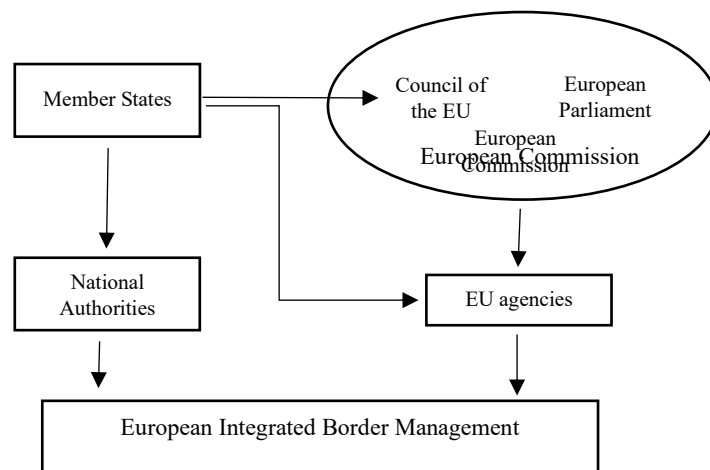 Member States
Council of
the EU
European
Parliament
European
Commission
European Commission
National
Authorities
EU agencies
European Integrated Border Management